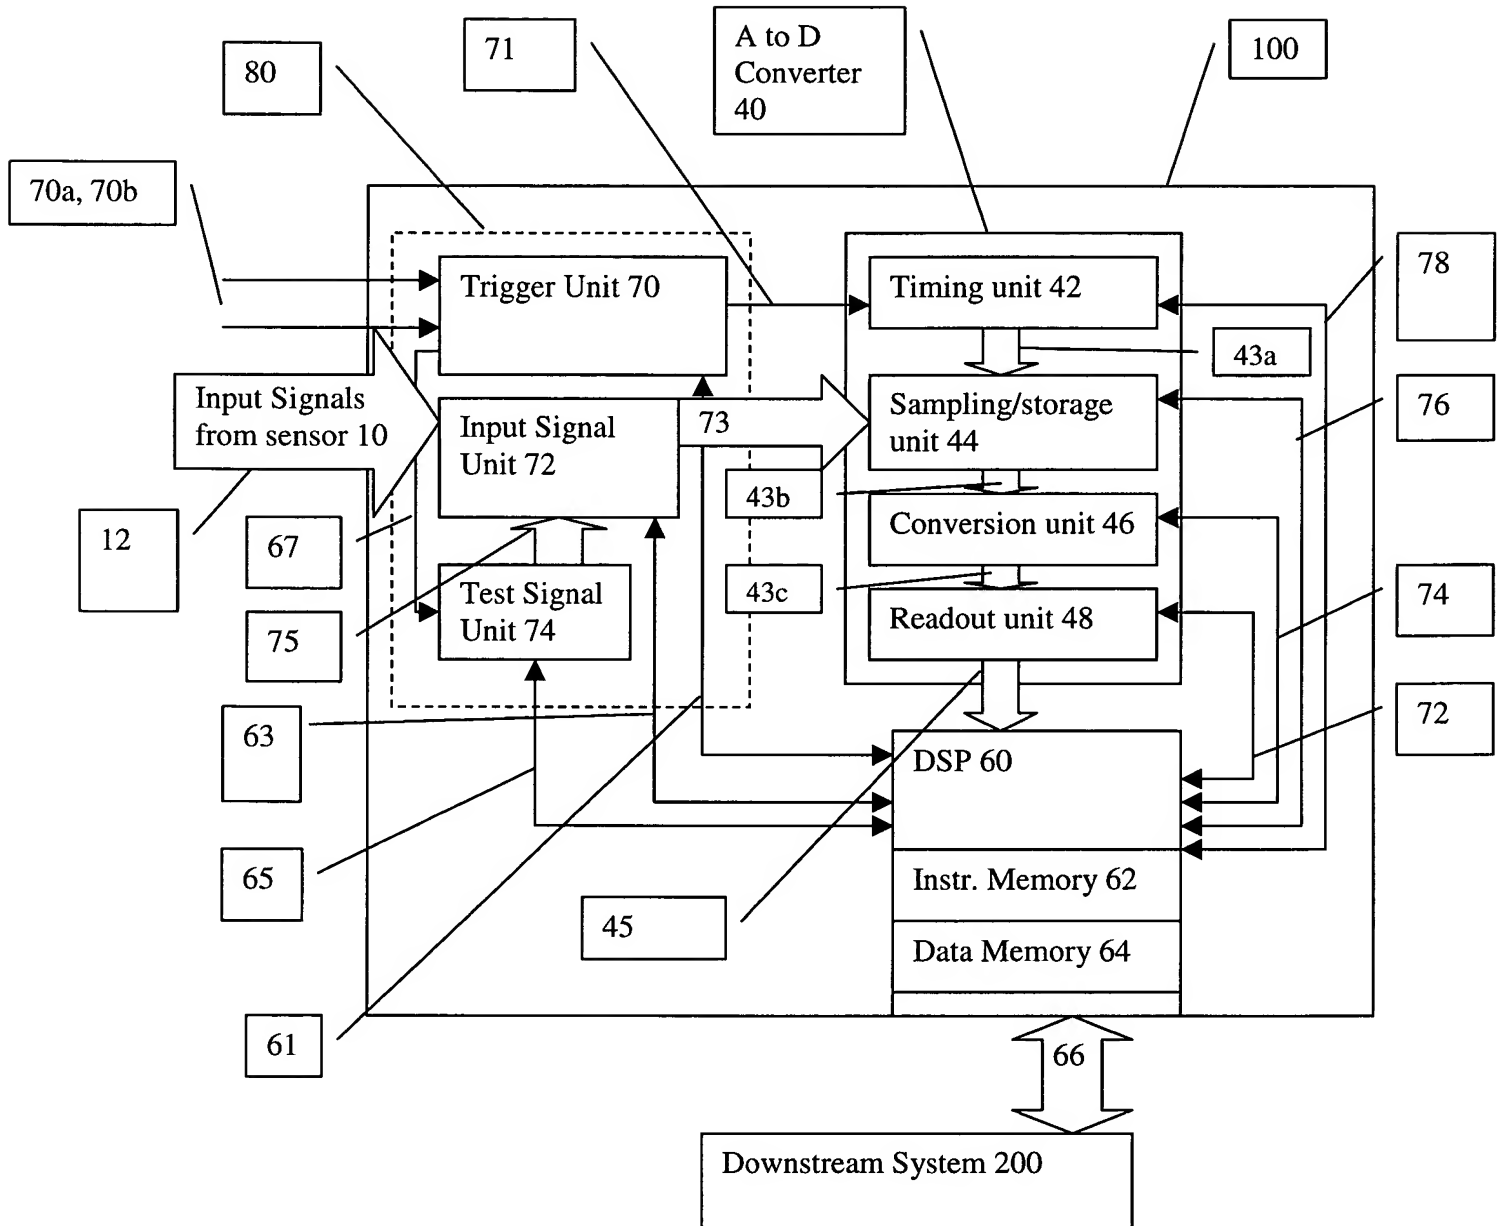 71
A to D
Converter
40
100
80
70a, 70b
Trigger Unit 70
Timing unit 42
78
43a
Input Signals
from sensor 10
Input Signal
Unit 72
73
Sampling/storage
unit 44
76
43b
12
67
Conversion unit 46
43c
74
Test Signal
Unit 74
75
Readout unit 48
72
63
DSP 60
65
Instr. Memory 62
45
Data Memory 64
61
66
Downstream System 200